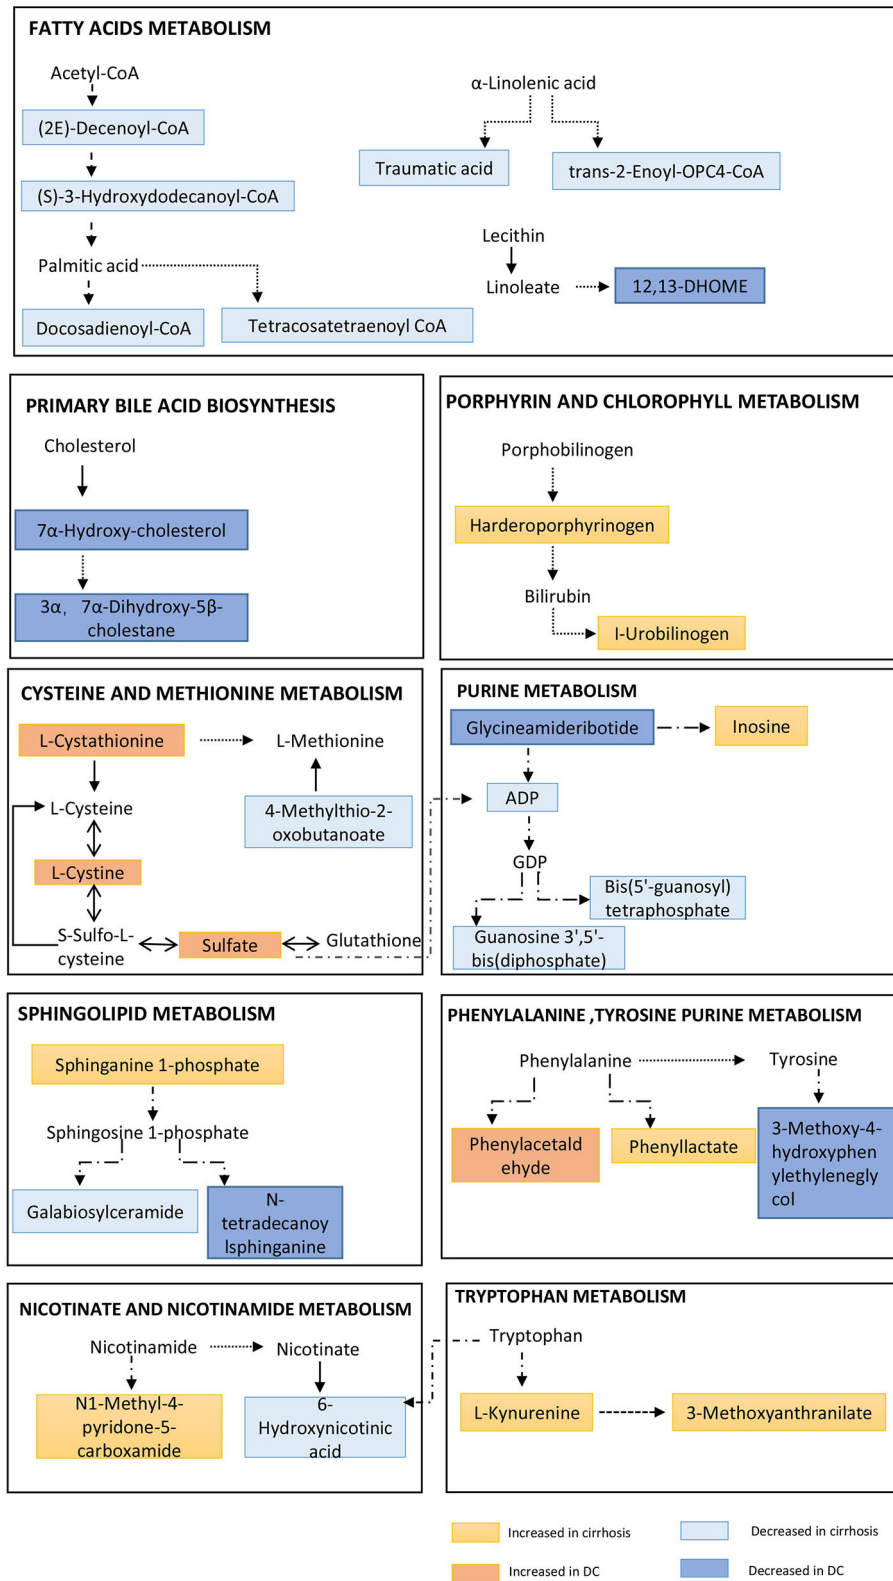 FATTY ACIDS METABOLISM
Acetyl-CoA
(2E)-Decenoyl-CoA
(S)-3-Hydroxydodecanoyl-CoA
Palmitic acid
Docosadienoyl-CoA
Tetracosatetraenoyl CoA
α-Linolenic acid
Traumatic acid
trans-2-Enoyl-OPC4-CoA
Lecithin
Linoleate
12,13-DHOME
PRIMARY BILE ACID BIOSYNTHESIS
Cholesterol
7α-Hydroxy-cholesterol
3α, 7α-Dihydroxy-5β-
cholestane
PORPHYRIN AND CHLOROPHYLL METABOLISM
Porphobilinogen
Harderoporphyrinogen
Bilirubin
I-Urobilinogen
CYSTEINE AND METHIONINE METABOLISM
L-Cystathionine
L-Methionine
L-Cysteine
4-Methylthio-2-
oxobutanoate
L-Cystine
S-Sulfo-L-
cysteine
Sulfate
Glutathione
PURINE METABOLISM
Glycineamideribotide
Inosine
ADP
GDP
Bis(5'-guanosyl)
tetraphosphate
Guanosine 3',5'-
bis(diphosphate)
SPHINGOLIPID METABOLISM
Sphinganine 1-phosphate
Sphingosine 1-phosphate
Galabiosylceramide
N-
tetradecanoy
lsphinganine
PHENYLALANINE ,TYROSINE PURINE METABOLISM
Phenylalanine
Tyrosine
Phenylacetald
ehyde
Phenyllactate
3-Methoxy-4-
hydroxyphen
ylethylenegly
col
NICOTINATE AND NICOTINAMIDE METABOLISM
Nicotinamide
Nicotinate
N1-Methyl-4-
pyridone-5-
carboxamide
6-
Hydroxynicotinic
acid
TRYPTOPHAN METABOLISM
Tryptophan
L-Kynurenine
3-Methoxyanthranilate
Increased in cirrhosis
Decreased in cirrhosis
Increased in DC
Decreased in DC